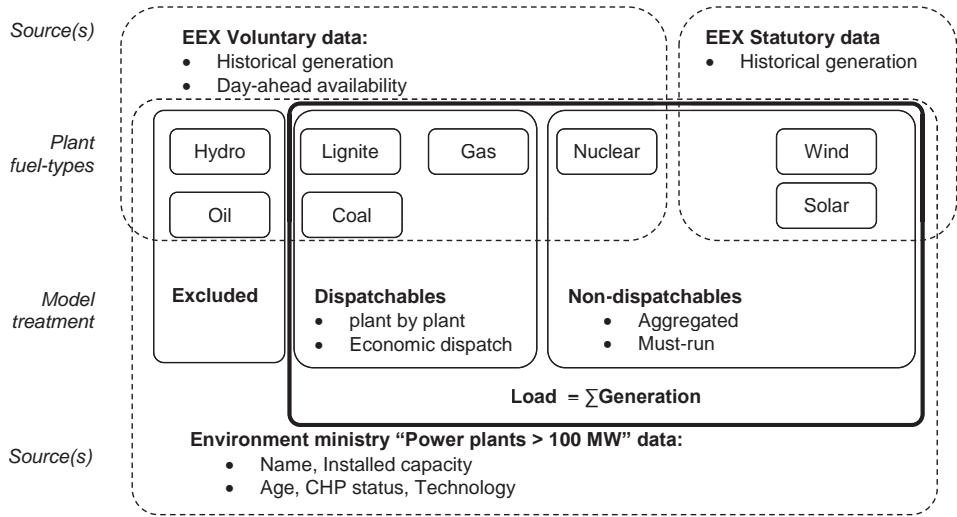 Source(s)
EEX Voluntary data:
• Historical generation
• Day-ahead availability
EEX Statutory data
• Historical generation
Plant
fuel-types
Hydro
Lignite
Gas
Nuclear
Wind
Oil
Coal
Solar
Model
treatment
Excluded
Dispatchables
• plant by plant
• Economic dispatch
Non-dispatchables
• Aggregated
• Must-run
Load = ∑Generation
Source(s)
Environment ministry “Power plants > 100 MW” data:
• Name, Installed capacity
• Age, CHP status, Technology